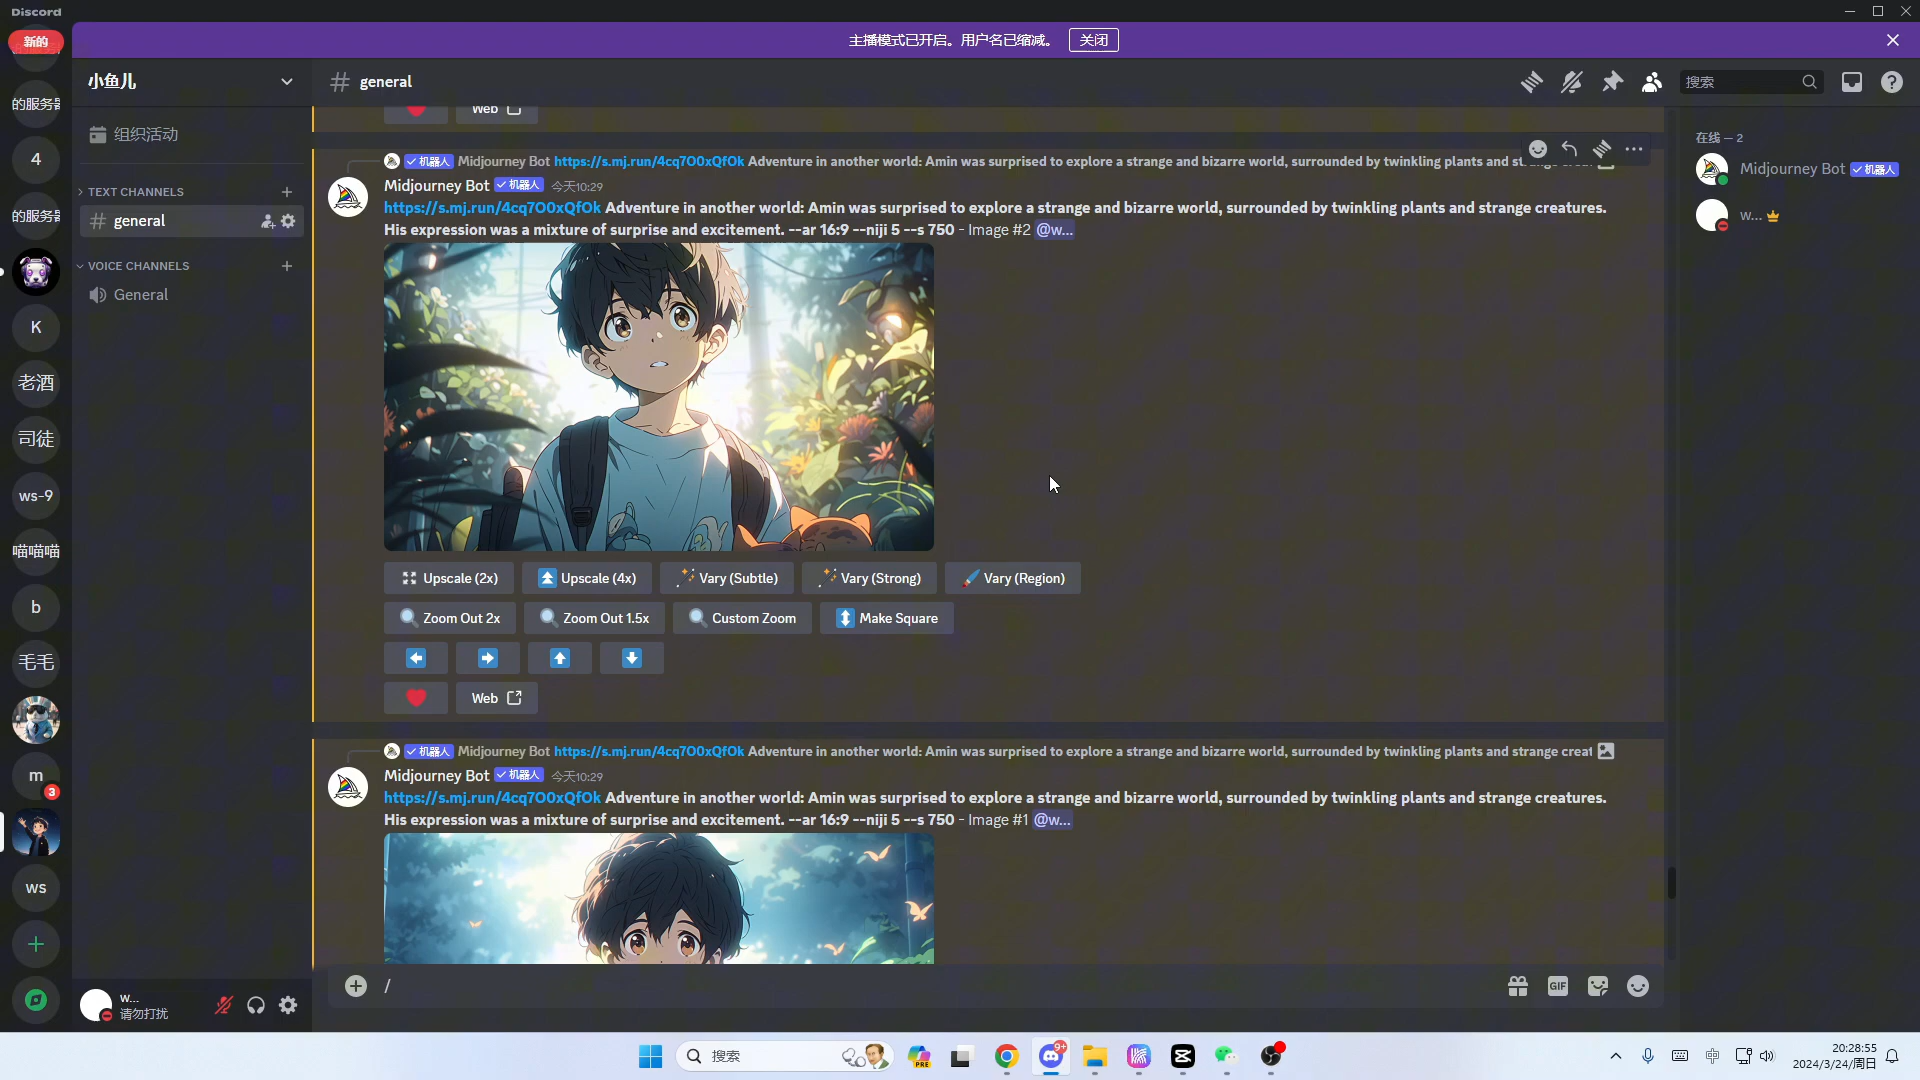 Discord
新的
主播模式已开启。用户名已缩减。
关闭
小鱼儿
general
搜索
的服务器
组织活动
Web
在线 — 2
4
机器人 Midjourney Bot https://s.mj.run/4cq7O0xQfOk Adventure in another world: Amin was surprised to explore a strange and bizarre world, surrounded by twinkling plants and
Midjourney Bot 机器人
TEXT CHANNELS
Midjourney Bot 机器人 今天10:29
的服务器
general
https://s.mj.run/4cq7O0xQfOk Adventure in another world: Amin was surprised to explore a strange and bizarre world, surrounded by twinkling plants and strange creatures.
His expression was a mixture of surprise and excitement. --ar 16:9 --niji 5 --s 750 - Image #2 @w...
w...
VOICE CHANNELS
General
K
老酒
司徒
ws-9
喵喵喵
Upscale (2x)
Upscale (4x)
Vary (Subtle)
Vary (Strong)
Vary (Region)
b
Zoom Out 2x
Zoom Out 1.5x
Custom Zoom
Make Square
毛毛
Web
机器人 Midjourney Bot https://s.mj.run/4cq7O0xQfOk Adventure in another world: Amin was surprised to explore a strange and bizarre world, surrounded by twinkling plants and strange creat
m
3
Midjourney Bot 机器人 今天10:29
https://s.mj.run/4cq7O0xQfOk Adventure in another world: Amin was surprised to explore a strange and bizarre world, surrounded by twinkling plants and strange creatures.
His expression was a mixture of surprise and excitement. --ar 16:9 --niji 5 --s 750 - Image #1 @w...
ws
/
GIF
w...
请勿打扰
搜索
PRE
9+
中
20:28:55
2024/3/24/周日